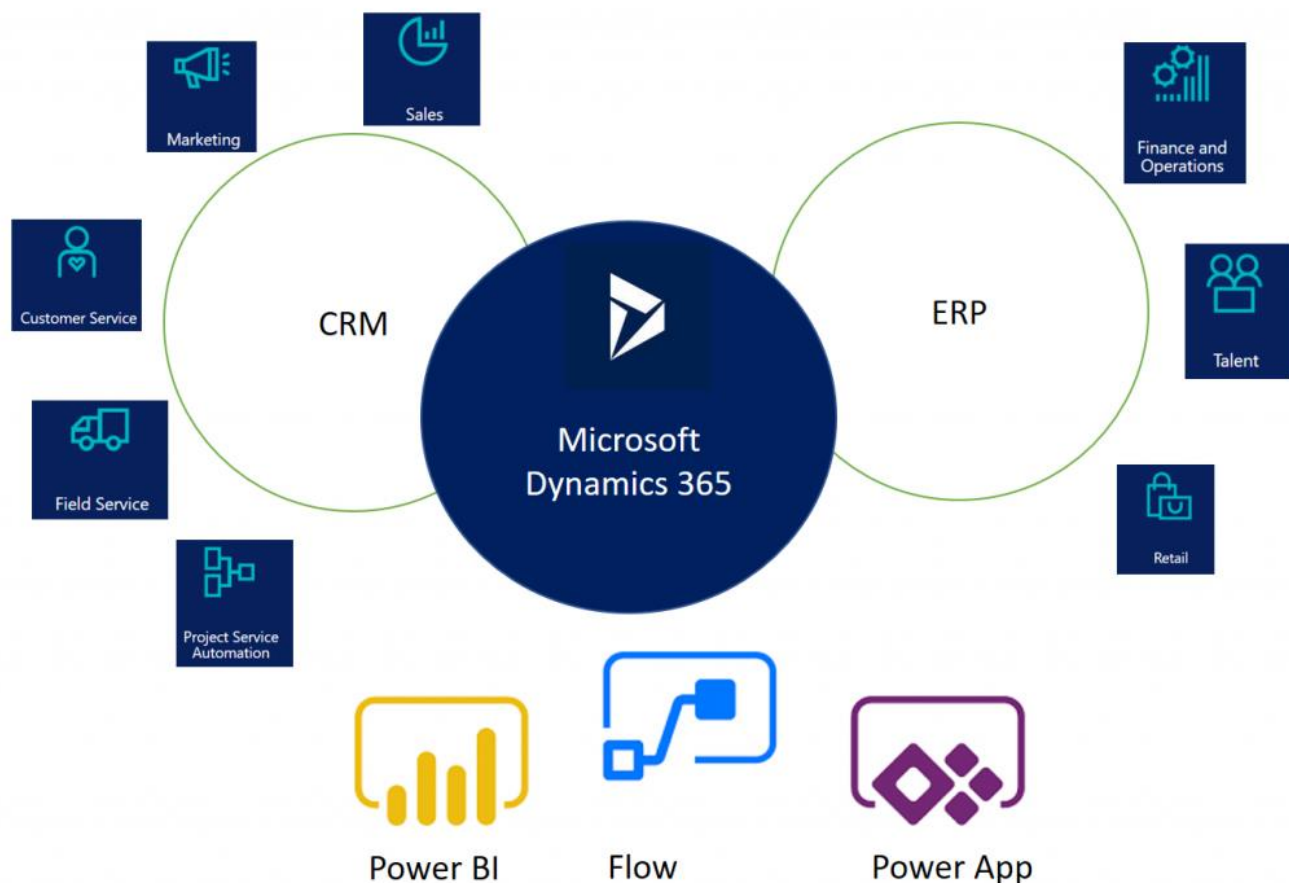 Sales
Marketing
Customer Service
Field Service
Project Service
Automation
CRM
Microsoft
Dynamics 365
ERP
Finance and
Operations
Talent
Retail
Power BI
Flow
Power App